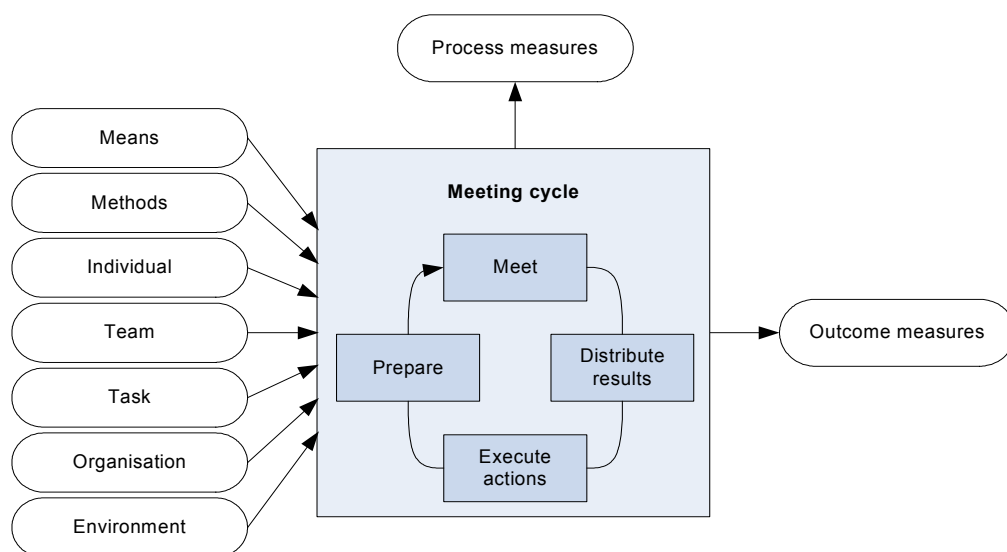 Process measures
Means
Methods
Individual
Team
Task
Organisation
Environment
Meeting cycle
Meet
Prepare
Distribute
results
Execute
actions
Outcome measures